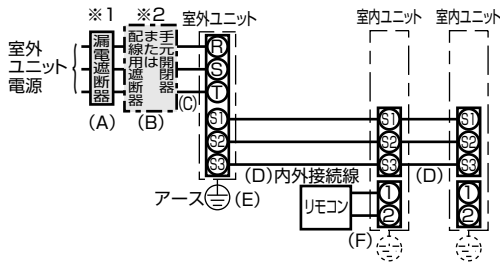 ※1
※2
室外ユニット
室内ユニット
室内ユニット
室外
ユニット
電源
漏電遮断器
手元開閉器
または
配線用遮断器
R
S
T
(A)
(B)
(C)
S1
S2
S3
S1
S2
S3
S1
S2
S3
(D)内外接続線
(D)
アース
(E)
リモコン
(F)
1
2
1
2